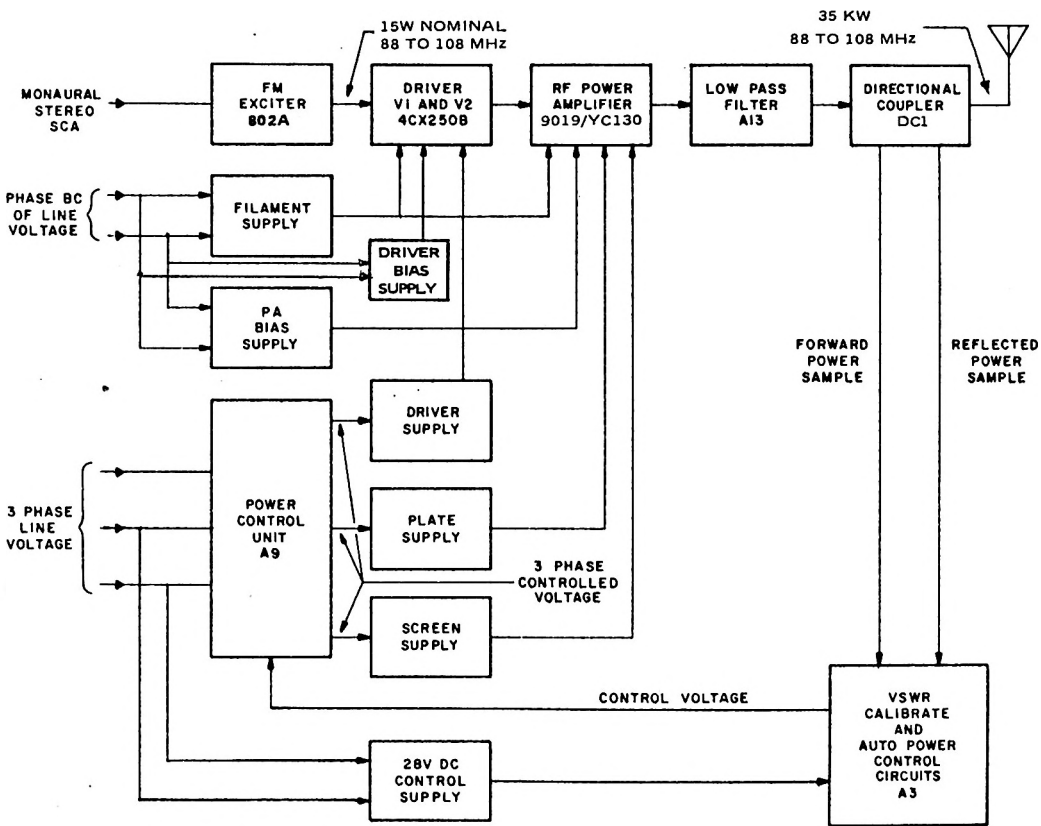 15W NOMINAL
88 TO 108 MHz
35 KW
88 TO 108 MHz
MONAURAL
STEREO
SCA
FM
EXCITER
802A
DRIVER
V1 AND V2
4CX250B
RF POWER
AMPLIFIER
9019/YC130
LOW PASS
FILTER
A13
DIRECTIONAL
COUPLER
DC1
PHASE BC
OF LINE
VOLTAGE
FILAMENT
SUPPLY
DRIVER
BIAS
SUPPLY
PA
BIAS
SUPPLY
FORWARD
POWER
SAMPLE
REFLECTED
POWER
SAMPLE
3 PHASE
LINE
VOLTAGE
POWER
CONTROL
UNIT
A9
DRIVER
SUPPLY
PLATE
SUPPLY
3 PHASE
CONTROLLED
VOLTAGE
SCREEN
SUPPLY
CONTROL VOLTAGE
VSWR
CALIBRATE
AND
AUTO POWER
CONTROL
CIRCUITS
A3
28V DC
CONTROL
SUPPLY